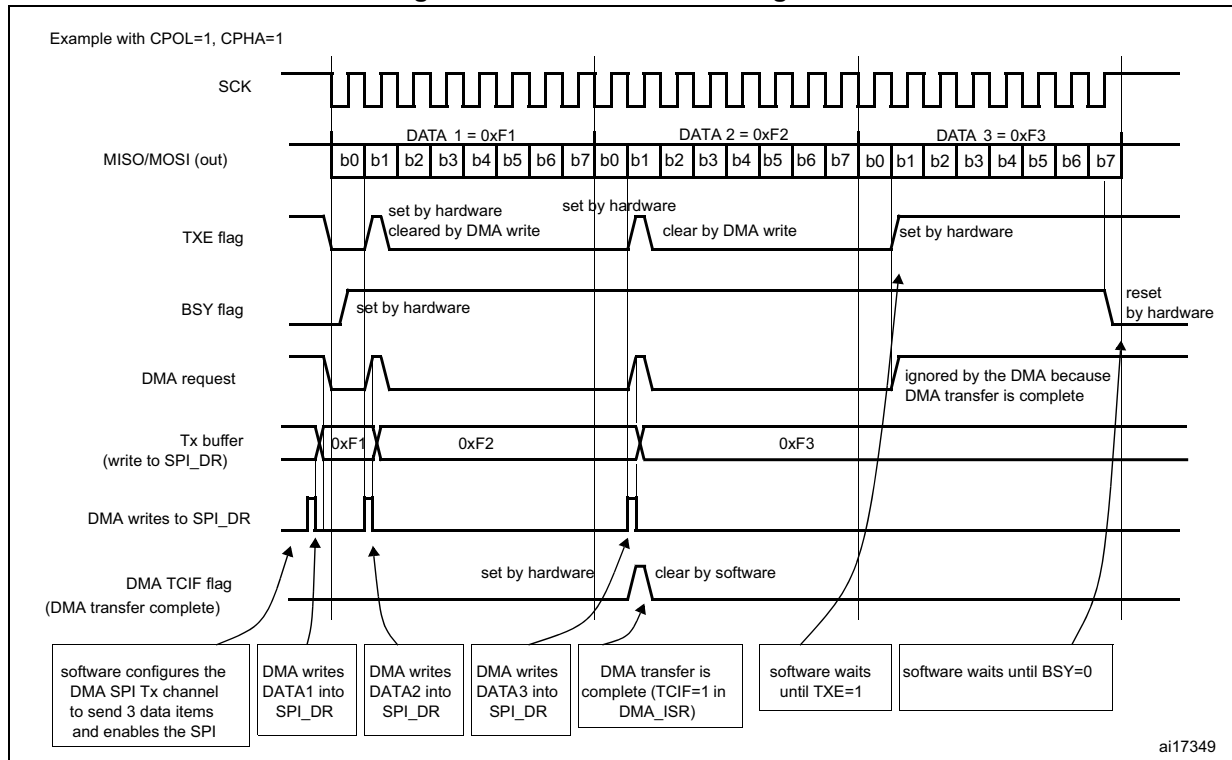 Example with CPOL=1, CPHA=1
SCK
DATA 1 = 0xF1
DATA 2 = 0xF2
DATA 3 = 0xF3
MISO/MOSI (out)
b0 b1 b2 b3 b4 b5 b6 b7 b0 b1 b2 b3 b4 b5 b6 b7 b0 b1 b2 b3 b4 b5 b6 b7
TXE flag
set by hardware
cleared by DMA write
set by hardware
clear by DMA write
set by hardware
BSY flag
set by hardware
reset
by hardware
DMA request
ignored by the DMA because
DMA transfer is complete
Tx buffer
(write to SPI_DR)
0xF1
0xF2
0xF3
DMA writes to SPI_DR
DMA TCIF flag
(DMA transfer complete)
set by hardware
clear by software
software configures the
DMA SPI Tx channel
to send 3 data items
and enables the SPI
DMA writes
DATA1 into
SPI_DR
DMA writes
DATA2 into
SPI_DR
DMA writes
DATA3 into
SPI_DR
DMA transfer is
complete (TCIF=1 in
DMA_ISR)
software waits
until TXE=1
software waits until BSY=0
ai17349